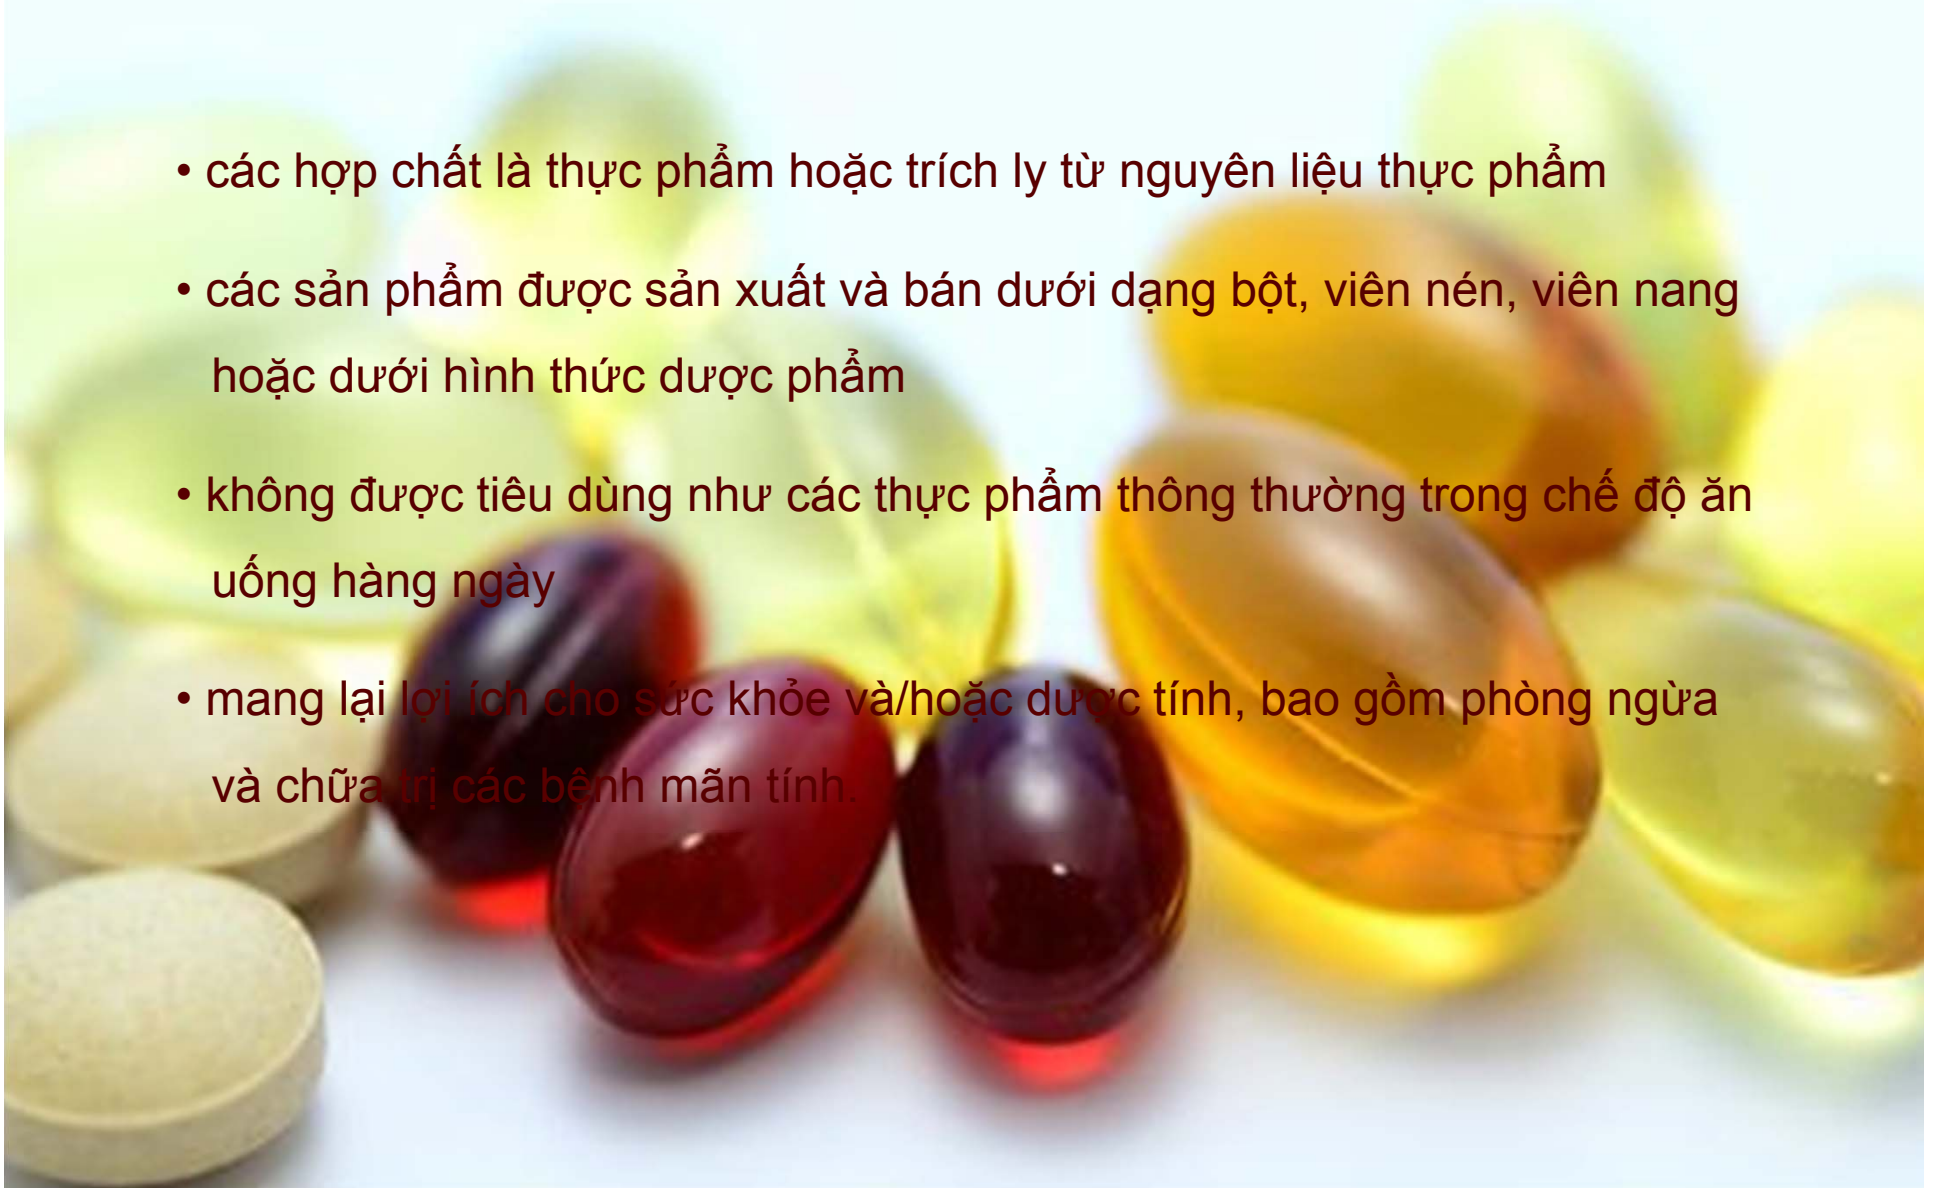 • các hợp chất là thực phẩm hoặc trích ly từ nguyên liệu thực phẩm
• các sản phẩm được sản xuất và bán dưới dạng bột, viên nén, viên nang
hoặc dưới hình thức dược phẩm
• không được tiêu dùng như các thực phẩm thông thường trong chế độ ăn
uống hàng ngày
• mang lại lợi ích cho sức khỏe và/hoặc dược tính, bao gồm phòng ngừa
và chữa trị các bệnh mãn tính.